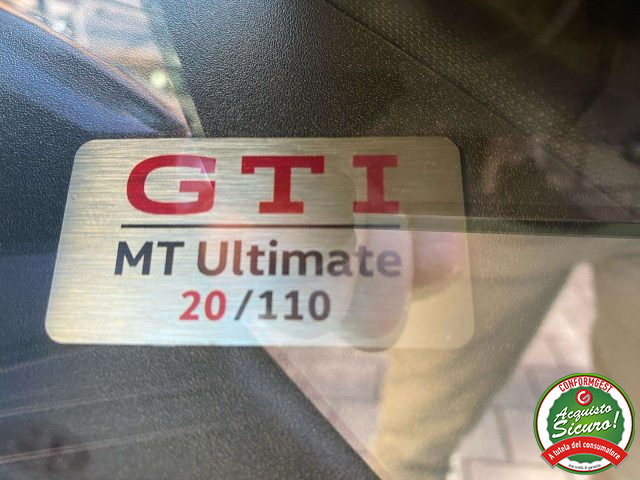 GTI
MT Ultimate
20/110
CONFORMGEST
Acquisto
Sicuro!
A tutela del consumatore